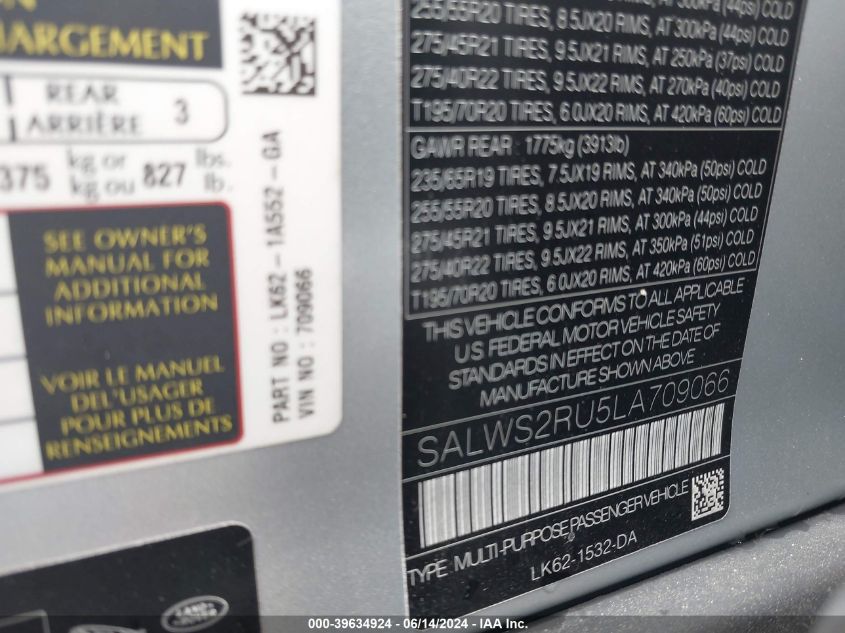 ON
HARGEMENT
REAR
ARRIÈRE 3
375 kg or kg ou 827 lbs. lb.
SEE OWNER'S
MANUAL FOR
ADDITIONAL
INFORMATION
VOIR LE MANUEL
DEL'USAGER
POUR PLUS DE
RENSEIGNEMENTS
PART NO : LK62-1A552-GA
VIN NO : 709066
255/55R20 TIRES, 8.5JX20 RIMS, AT 300kPa (44psi) COLD
275/45R21 TIRES, 9.5JX21 RIMS, AT 250kPa (37psi) COLD
275/40R22 TIRES, 9.5JX22 RIMS, AT 270kPa (40psi) COLD
T195/70R20 TIRES, 6.0JX20 RIMS, AT 420kPa (60psi) COLD
GAWR REAR : 1775kg (3913lb)
235/65R19 TIRES, 7.5JX19 RIMS, AT 340kPa (50psi) COLD
255/55R20 TIRES, 8.5JX20 RIMS, AT 340kPa (50psi) COLD
275/45R21 TIRES, 9.5JX21 RIMS, AT 300kPa (44psi) COLD
275/40R22 TIRES, 9.5JX22 RIMS, AT 350kPa (51psi) COLD
T195/70R20 TIRES, 6.0JX20 RIMS, AT 420kPa (60psi) COLD
THIS VEHICLE CONFORMS TO ALL APPLICABLE
U.S. FEDERAL MOTOR VEHICLE SAFETY
STANDARDS IN EFFECT ON THE DATE OF
MANUFACTURE SHOWN ABOVE
SALWS2RU5LA709066
TYPE MULTI-PURPOSE PASSENGER VEHICLE
LK62-1532-DA
LAND ROVER
000-39634924 - 06/14/2024 - IAA Inc.